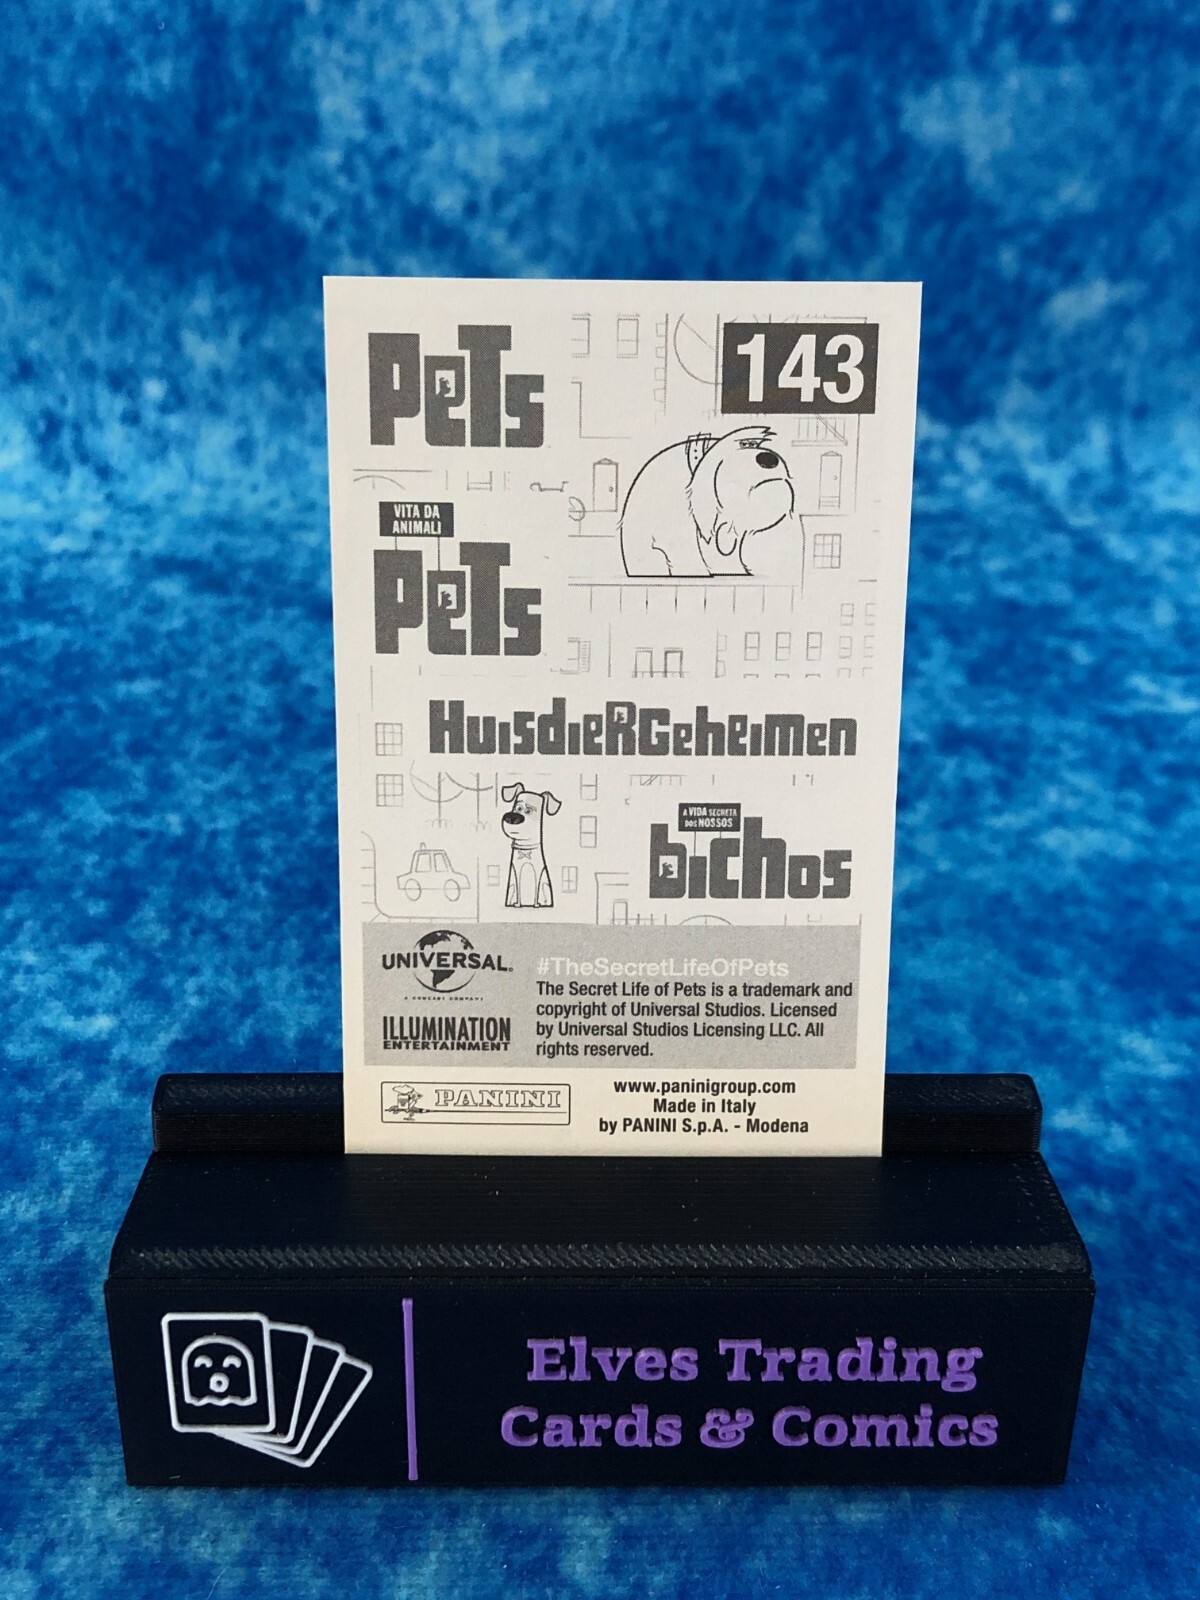 PeTs
143
VITA DA
ANIMALI
PeTs
HuisdieRGeheimen
A VIDA SECRETA
DOS NOSSOS
bichos
UNIVERSAL
A COMCAST COMPANY
#TheSecretLifeOfPets
The Secret Life of Pets is a trademark and
copyright of Universal Studios. Licensed
by Universal Studios Licensing LLC. All
rights reserved.
ILLUMINATION
ENTERTAINMENT
PANINI
www.paninigroup.com
Made in Italy
by PANINI S.p.A. - Modena
Elves Trading
Cards & Comics